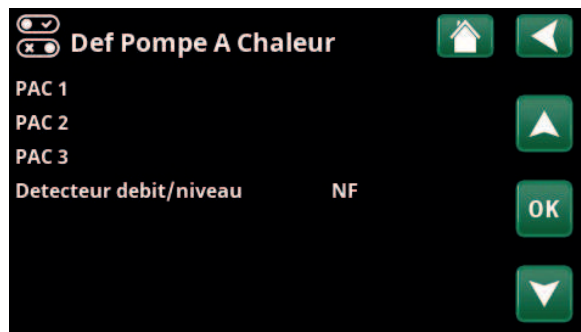 Def Pompe A Chaleur
PAC 1
PAC 2
PAC 3
Detecteur debit/niveau NF
OK